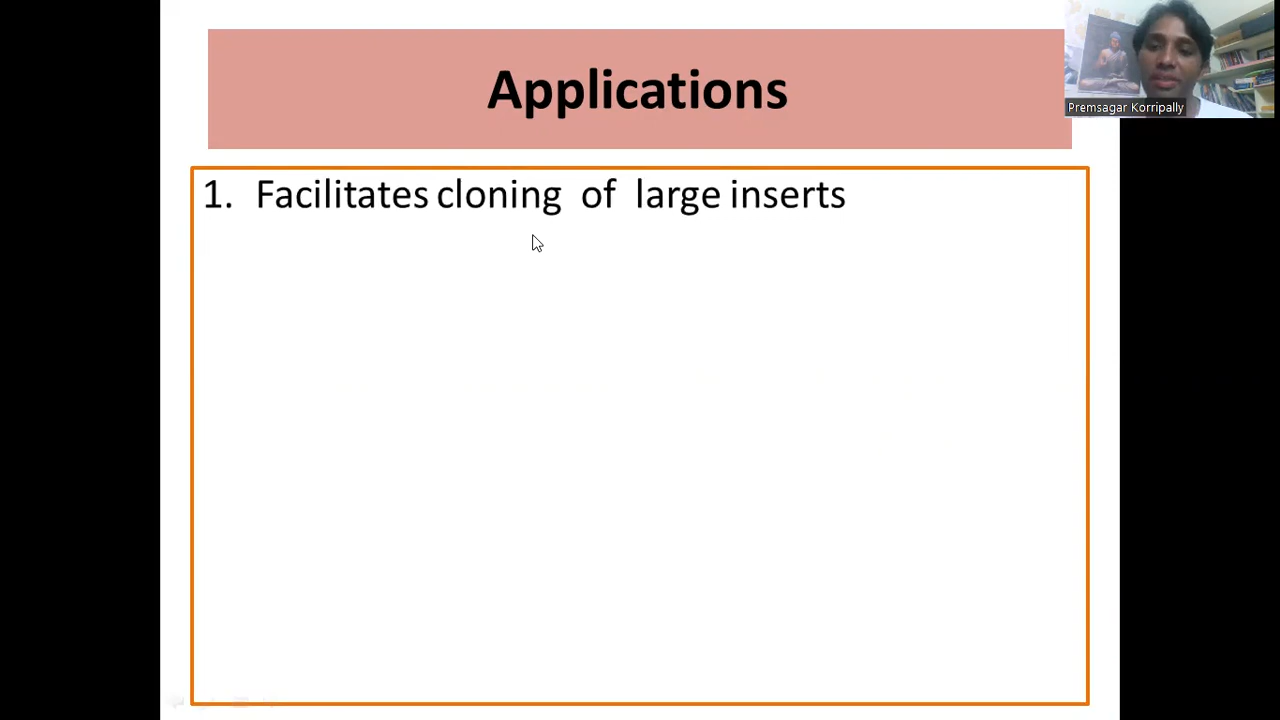 Applications
Premsagar Korripally
1. Facilitates cloning of large inserts